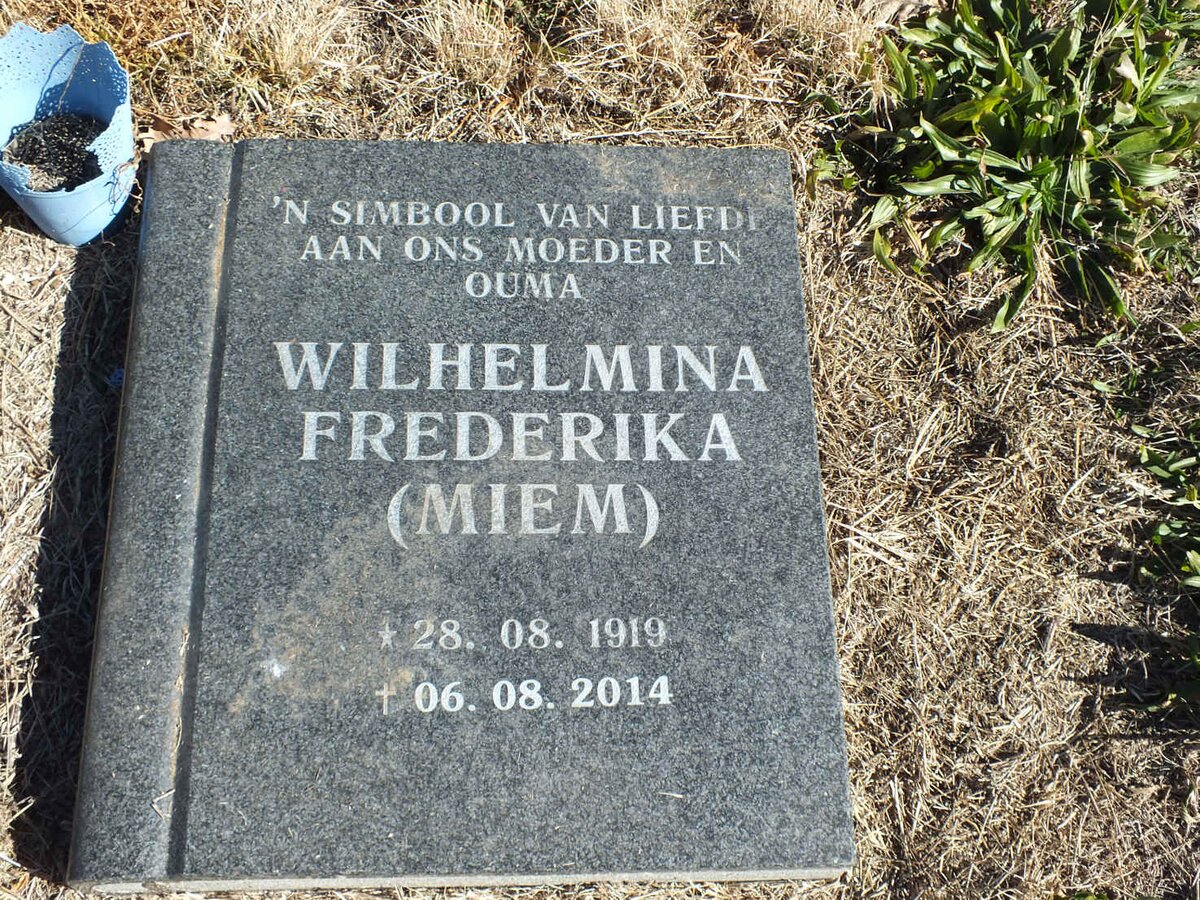 'N SIMBOOL VAN LIEFDE
AAN ONS MOEDER EN
OUMA
WILHELMINA
FREDERIKA
(MIEM)
* 28. 08. 1919
† 06. 08. 2014